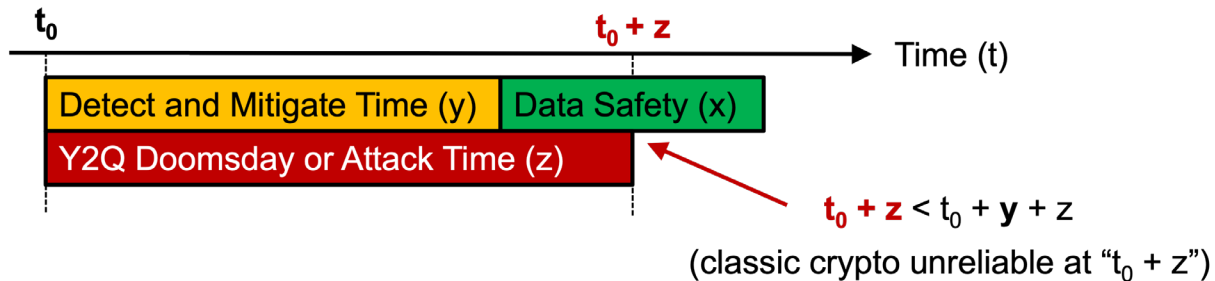 t₀
t₀ + z
Time (t)
Detect and Mitigate Time (y)
Data Safety (x)
Y2Q Doomsday or Attack Time (z)
t₀ + z < t₀ + y + z
(classic crypto unreliable at “t₀ + z”)